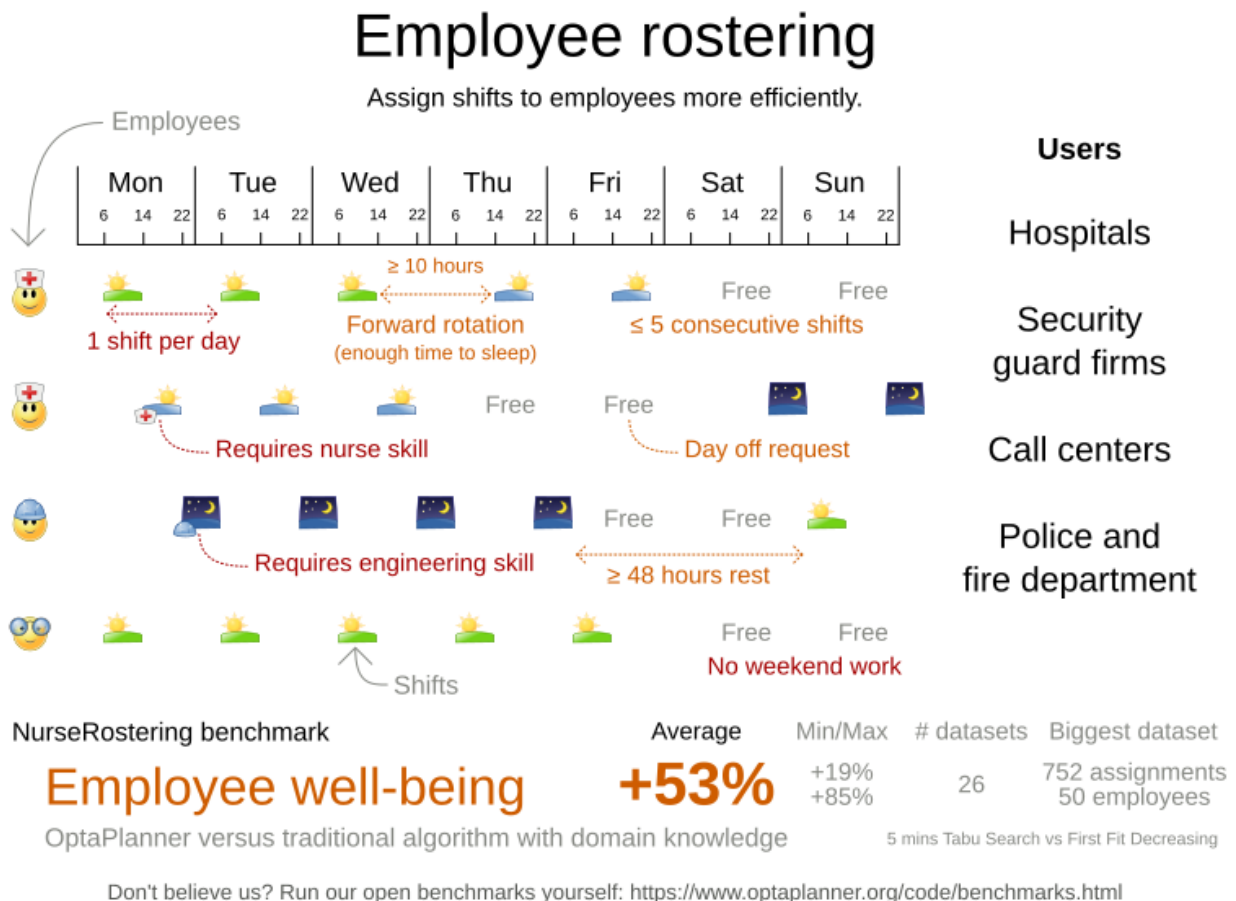 Employee rostering
Assign shifts to employees more efficiently.
Employees
Users
Mon Tue Wed Thu Fri Sat Sun
6 14 22 6 14 22 6 14 22 6 14 22 6 14 22 6 14 22 6 14 22
Hospitals
≥ 10 hours
Free Free
1 shift per day
Forward rotation
(enough time to sleep)
≤ 5 consecutive shifts
Security
guard firms
Free Free
Requires nurse skill
Day off request
Call centers
Free Free
Requires engineering skill
≥ 48 hours rest
Police and
fire department
Free Free
No weekend work
Shifts
NurseRostering benchmark
Average Min/Max # datasets Biggest dataset
Employee well-being
+53%
+19%
+85%
26
752 assignments
50 employees
OptaPlanner versus traditional algorithm with domain knowledge
5 mins Tabu Search vs First Fit Decreasing
Don't believe us? Run our open benchmarks yourself: https://www.optaplanner.org/code/benchmarks.html